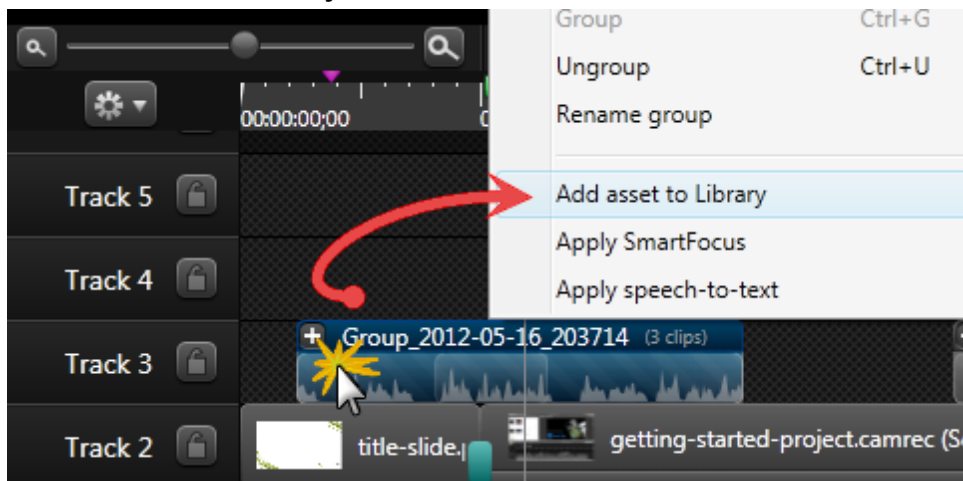 Group Ctrl+G
Ungroup Ctrl+U
Rename group
00:00:00;00
Add asset to Library
Track 5
Apply SmartFocus
Track 4
Apply speech-to-text
Group_2012-05-16_203714 (3 clips)
Track 3
Track 2
title-slide.
getting-started-project.camrec